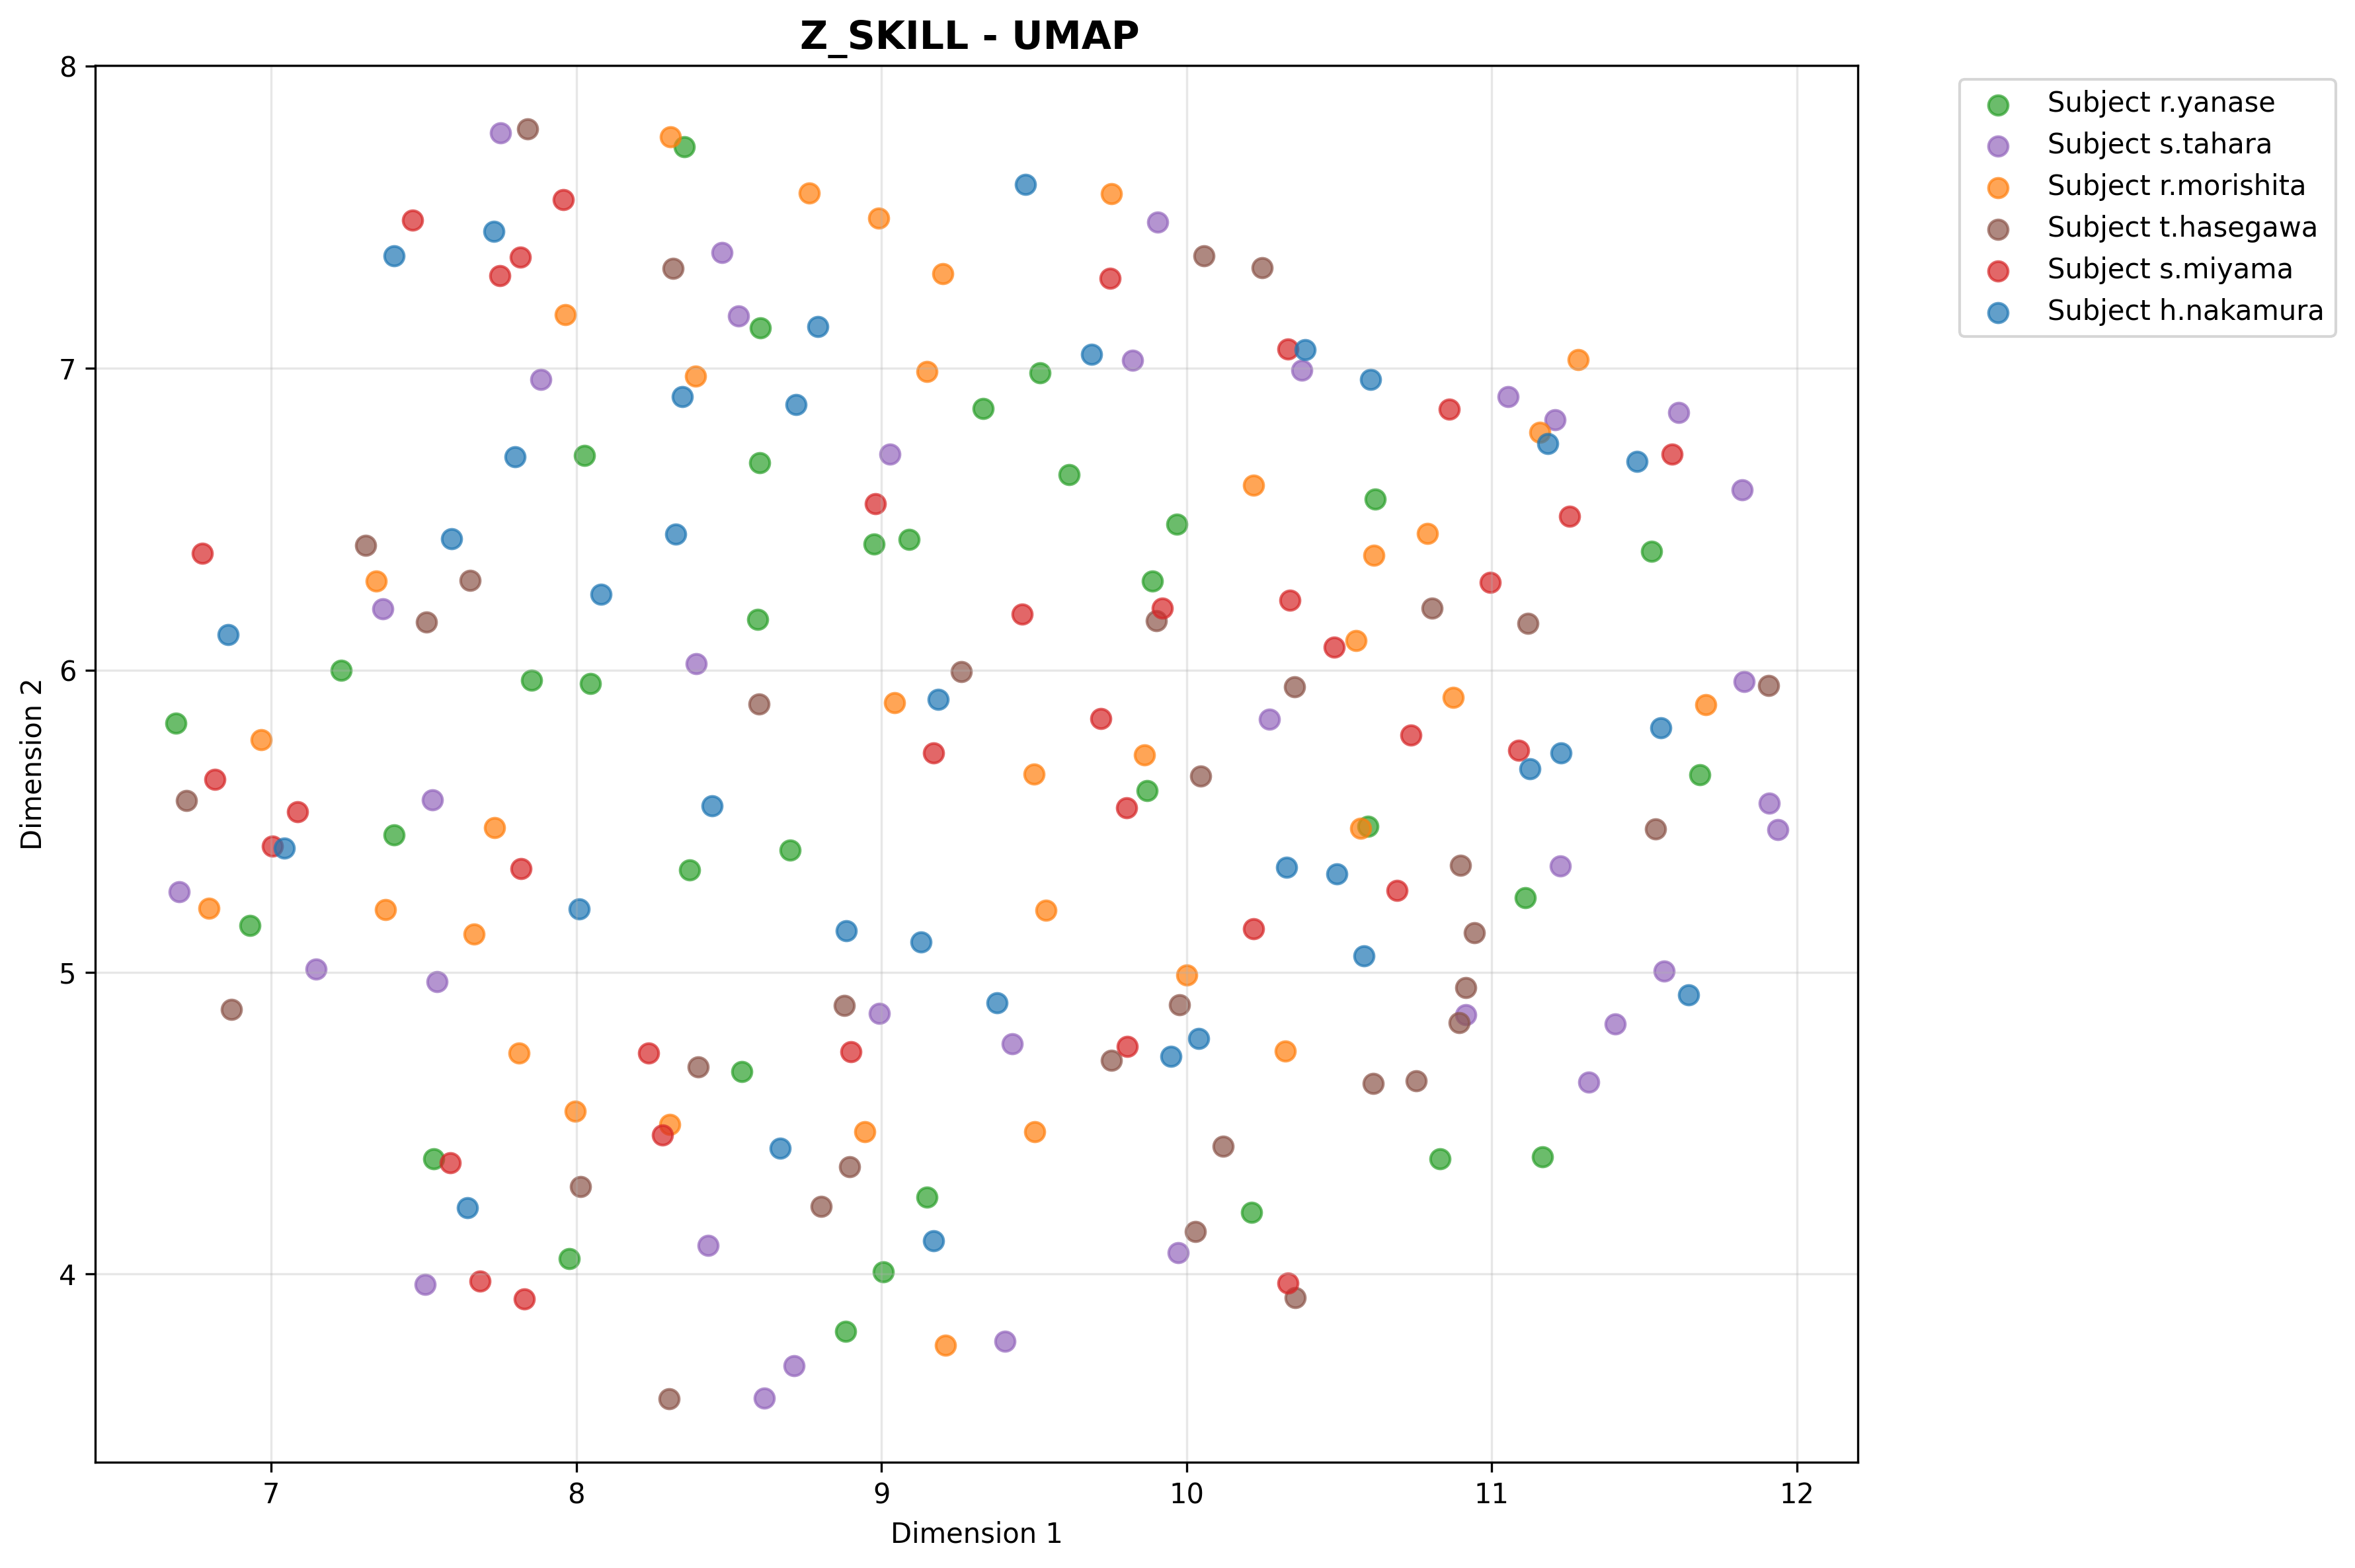 Z_SKILL - UMAP
8
7
6
5
4
Dimension 2
7
8
9
10
11
12
Dimension 1
Subject r.yanase
Subject s.tahara
Subject r.morishita
Subject t.hasegawa
Subject s.miyama
Subject h.nakamura